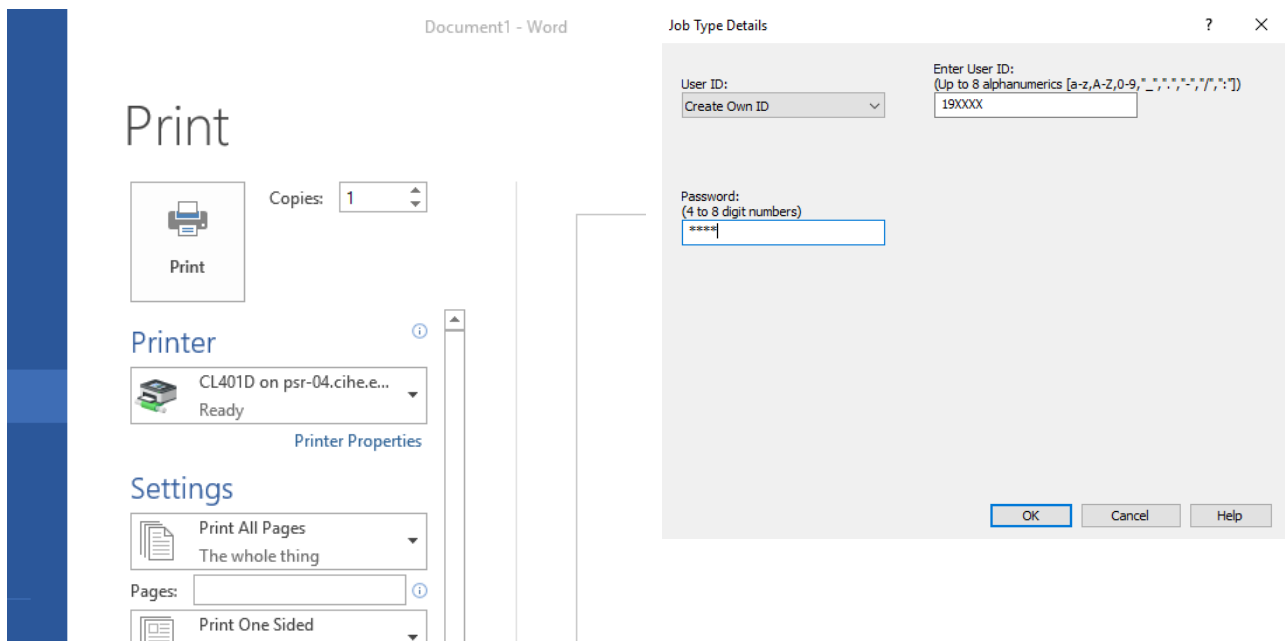 Document1 - Word
Print
Copies:
1
Print
Printer
CL401D on psr-04.cihe.e...
Ready
Printer Properties
Settings
Print All Pages
The whole thing
Pages:
Print One Sided
Job Type Details
?
User ID:
Create Own ID
Enter User ID:
(Up to 8 alphanumerics [a-z,A-Z,0-9,"_",".","-","/",":"])
19XXXX
Password:
(4 to 8 digit numbers)
****
OK
Cancel
Help